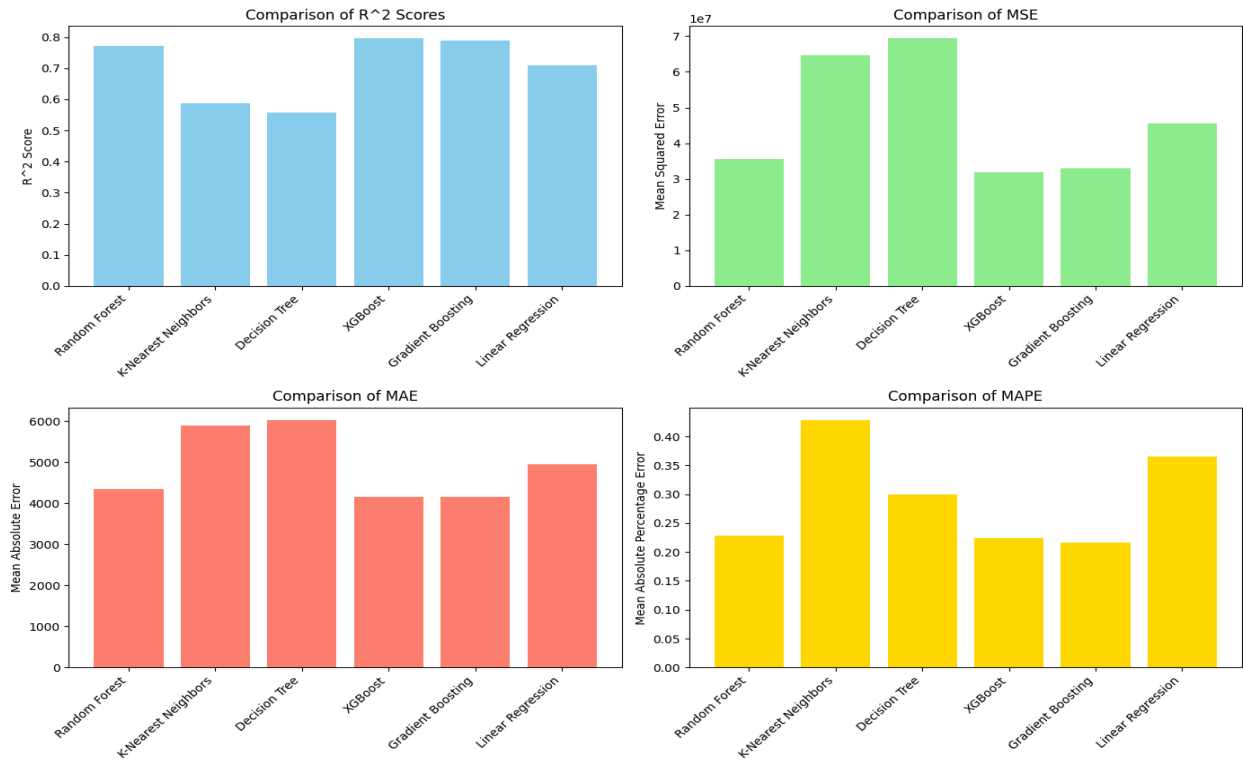 Comparison of R^2 Scores
R^2 Score
0.8
0.7
0.6
0.5
0.4
0.3
0.2
0.1
0.0
Random Forest
K-Nearest Neighbors
Decision Tree
XGBoost
Gradient Boosting
Linear Regression
Comparison of MSE
1e7
Mean Squared Error
7
6
5
4
3
2
1
0
Random Forest
K-Nearest Neighbors
Decision Tree
XGBoost
Gradient Boosting
Linear Regression
Comparison of MAE
Mean Absolute Error
6000
5000
4000
3000
2000
1000
0
Random Forest
K-Nearest Neighbors
Decision Tree
XGBoost
Gradient Boosting
Linear Regression
Comparison of MAPE
Mean Absolute Percentage Error
0.40
0.35
0.30
0.25
0.20
0.15
0.10
0.05
0.00
Random Forest
K-Nearest Neighbors
Decision Tree
XGBoost
Gradient Boosting
Linear Regression